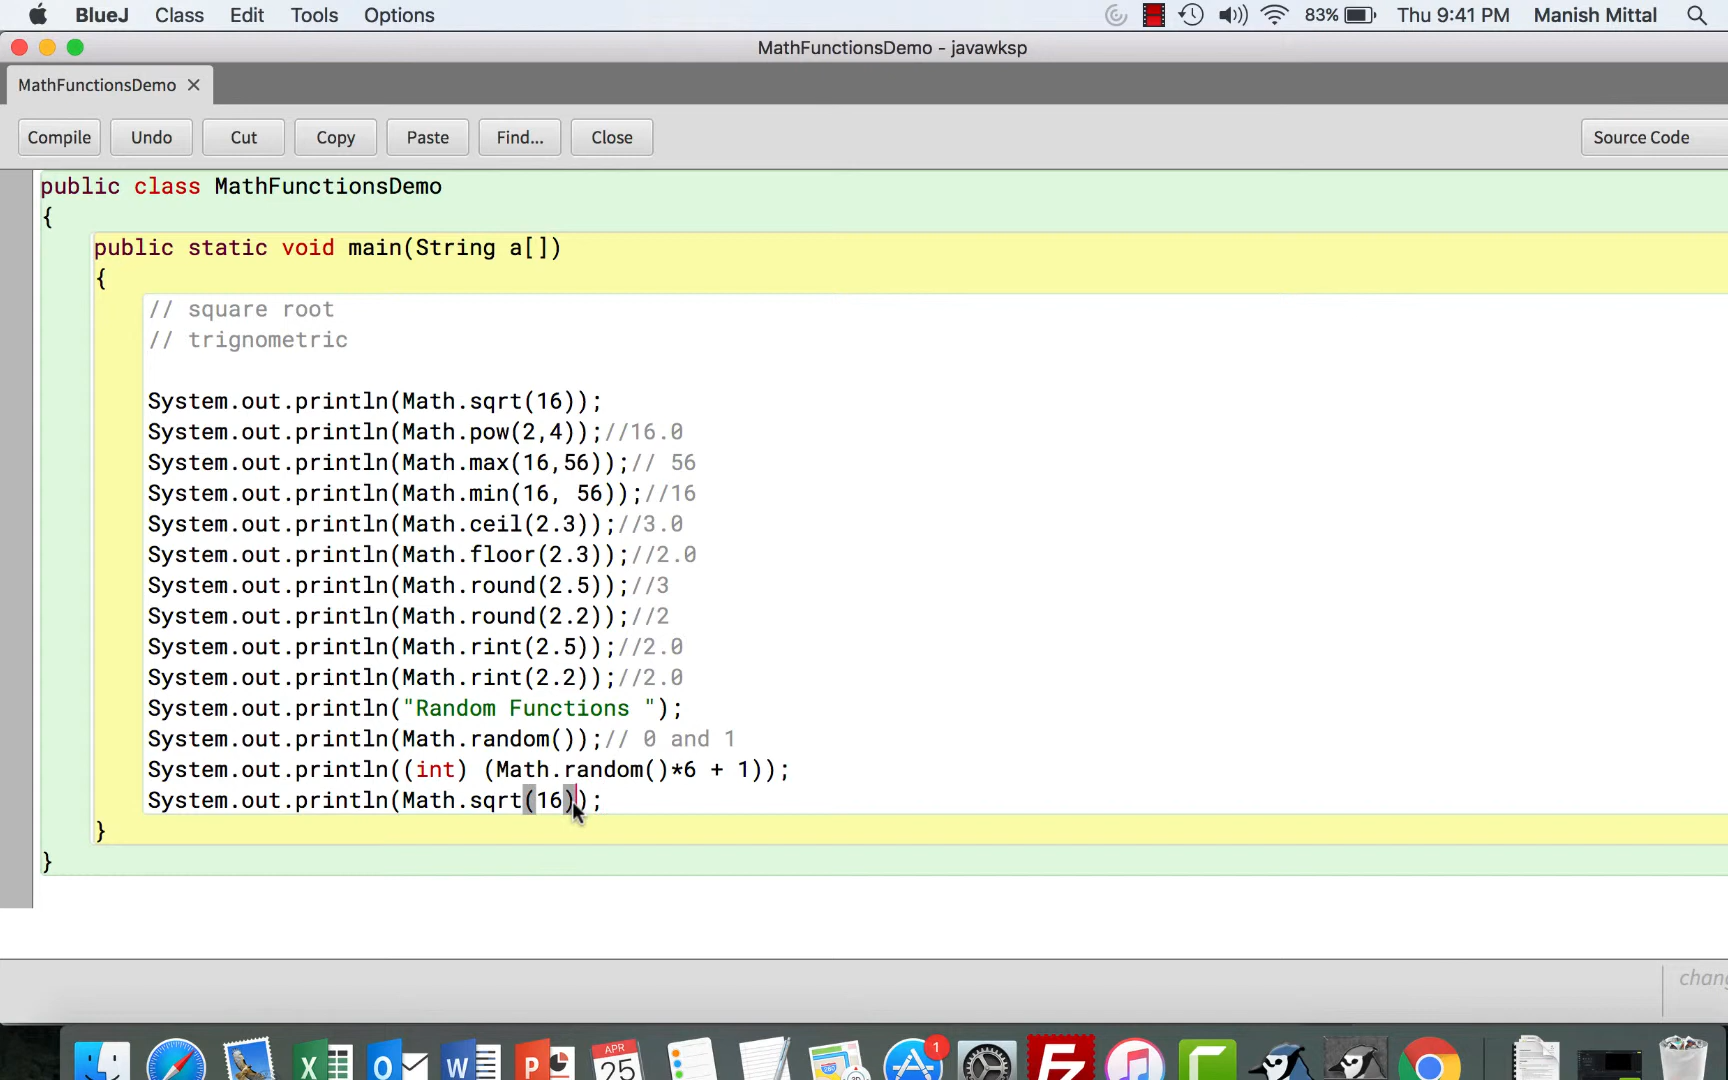 BlueJ Class Edit Tools Options 83% Thu 9:41 PM Manish Mittal
MathFunctionsDemo - javawksp
MathFunctionsDemo
Compile Undo Cut Copy Paste Find... Close Source Code
public class MathFunctionsDemo
{
public static void main(String a[])
{
// square root
// trignometric
System.out.println(Math.sqrt(16));
System.out.println(Math.pow(2,4));//16.0
System.out.println(Math.max(16,56));// 56
System.out.println(Math.min(16, 56));//16
System.out.println(Math.ceil(2.3));//3.0
System.out.println(Math.floor(2.3));//2.0
System.out.println(Math.round(2.5));//3
System.out.println(Math.round(2.2));//2
System.out.println(Math.rint(2.5));//2.0
System.out.println(Math.rint(2.2));//2.0
System.out.println("Random Functions ");
System.out.println(Math.random());// 0 and 1
System.out.println((int) (Math.random()*6 + 1));
System.out.println(Math.sqrt(16));
}
}
chang
APR
25
1